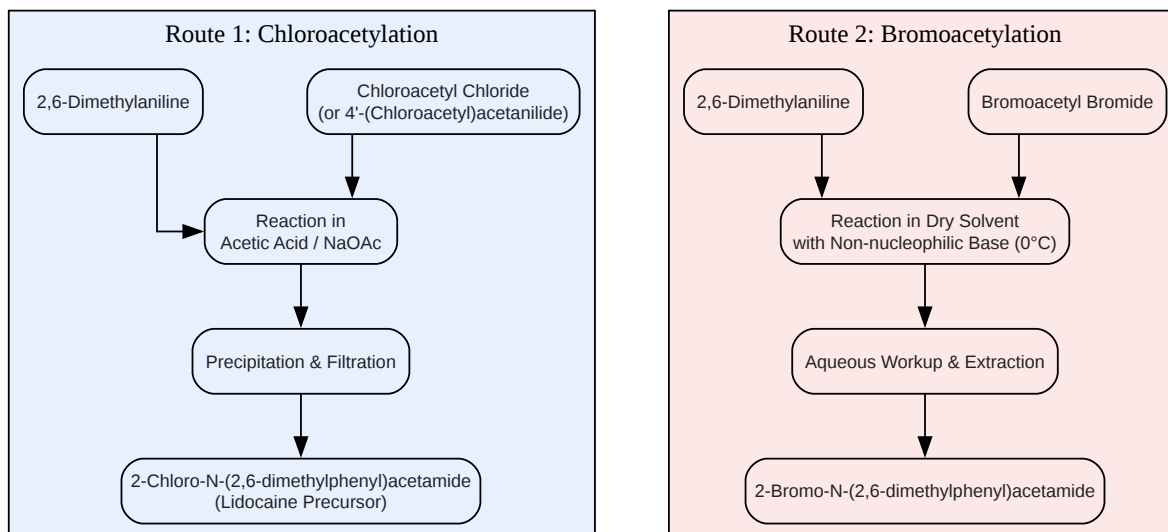 Route 1: Chloroacetylation
2,6-Dimethylaniline
Chloroacetyl Chloride
(or 4'-(Chloroacetyl)acetanilide)
Reaction in
Acetic Acid / NaOAc
Precipitation & Filtration
2-Chloro-N-(2,6-dimethylphenyl)acetamide
(Lidocaine Precursor)
Route 2: Bromoacetylation
2,6-Dimethylaniline
Bromoacetyl Bromide
Reaction in Dry Solvent
with Non-nucleophilic Base (0°C)
Aqueous Workup & Extraction
2-Bromo-N-(2,6-dimethylphenyl)acetamide